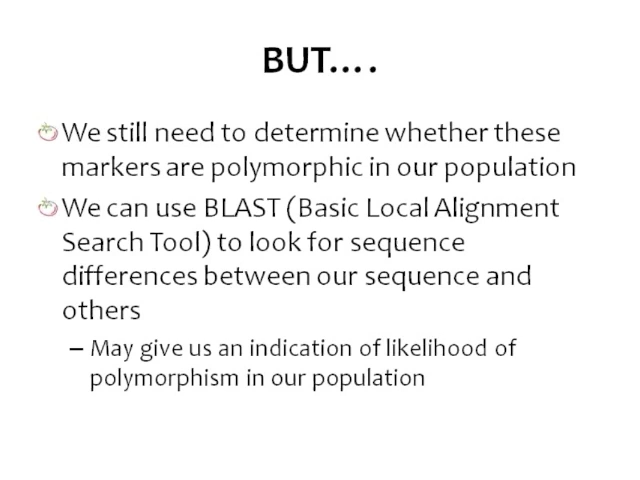 BUT….
We still need to determine whether these
markers are polymorphic in our population
We can use BLAST (Basic Local Alignment
Search Tool) to look for sequence
differences between our sequence and
others
– May give us an indication of likelihood of
polymorphism in our population